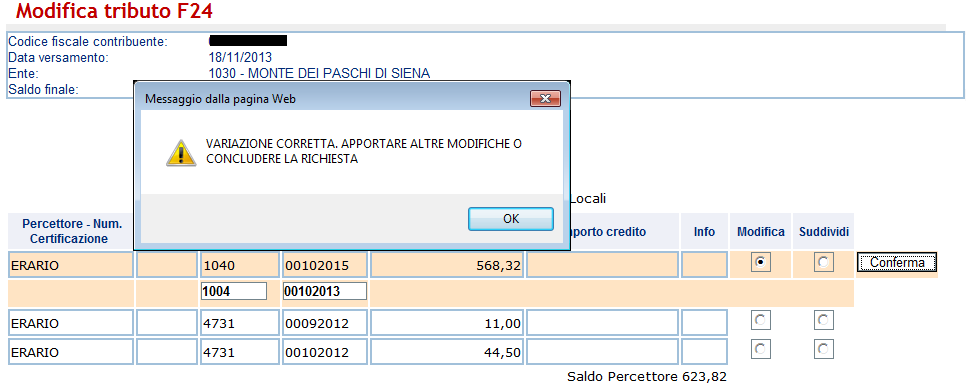 Modifica tributo F24
Codice fiscale contribuente:
Data versamento: 18/11/2013
Ente: 1030 - MONTE DEI PASCHI DI SIENA
Saldo finale:
Messaggio dalla pagina Web
VARIAZIONE CORRETTA. APPORTARE ALTRE MODIFICHE O
CONCLUDERE LA RICHIESTA
Locali
OK
Percettore - Num. Certificazione credito Info Modifica Suddividi
ERARIO 1040 00102015 568,32 Conferma
1004 00102013
ERARIO 4731 00092012 11,00
ERARIO 4731 00102012 44,50
Saldo Percettore 623,82